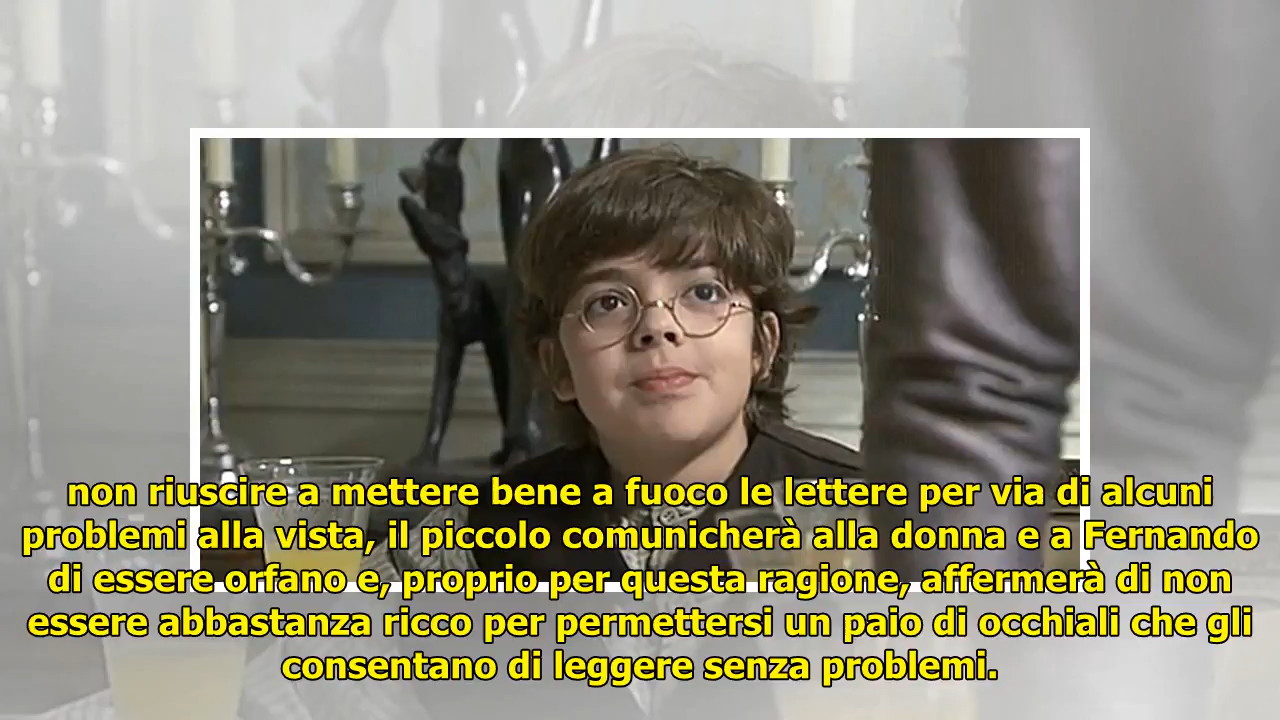 non riuscire a mettere bene a fuoco le lettere per via di alcuni
problemi alla vista, il piccolo comunicherà alla donna e a Fernando
di essere orfano e, proprio per questa ragione, affermerà di non
essere abbastanza ricco per permettersi un paio di occhiali che gli
consentano di leggere senza problemi.